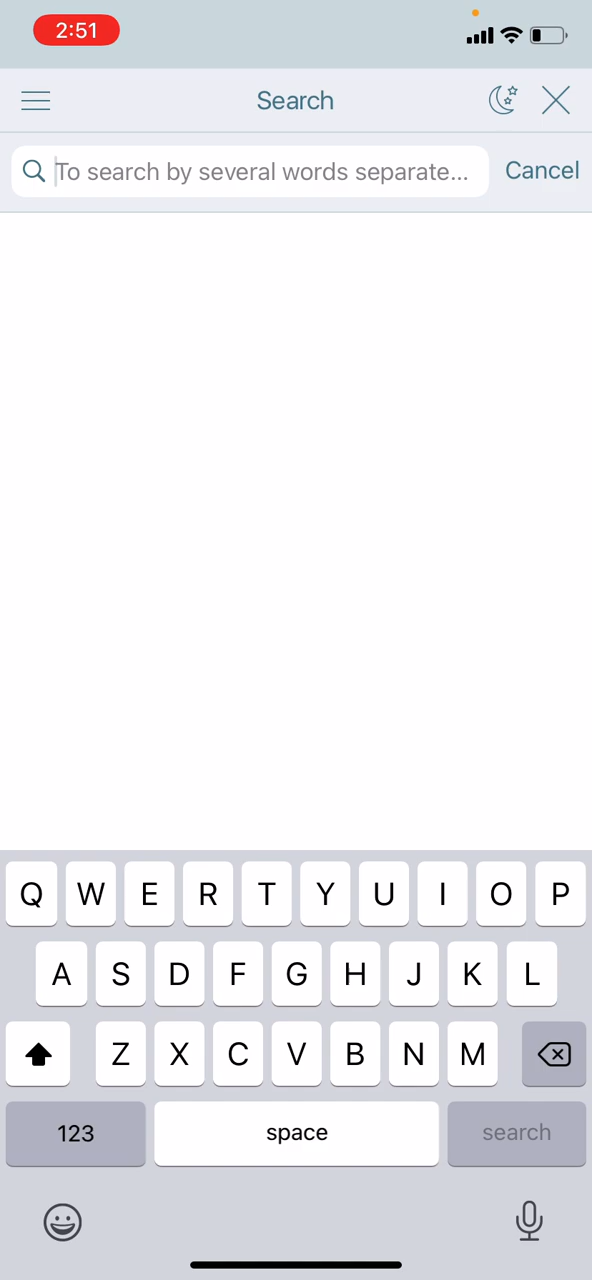 2:51
Search
To search by several words separate...
Cancel
Q W E R T Y U I O P
A S D F G H J K L
Z X C V B N M
123 space search